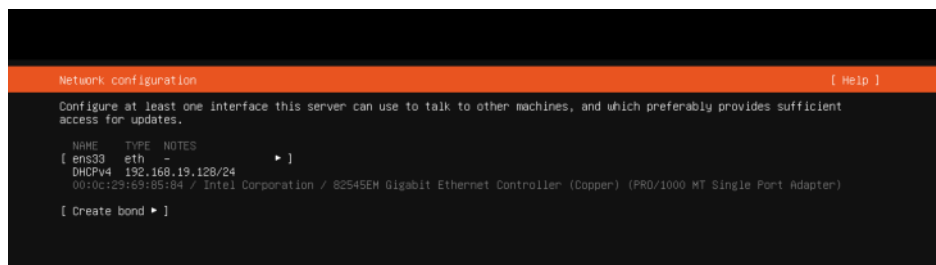 Network configuration [ Help ]
Configure at least one interface this server can use to talk to other machines, and which preferably provides sufficient
access for updates.
NAME TYPE NOTES
[ ens33 eth - ▸ ]
DHCPv4 192.168.19.128/24
00:0c:29:69:85:84 / Intel Corporation / 82545EM Gigabit Ethernet Controller (Copper) (PRO/1000 MT Single Port Adapter)
[ Create bond ▸ ]